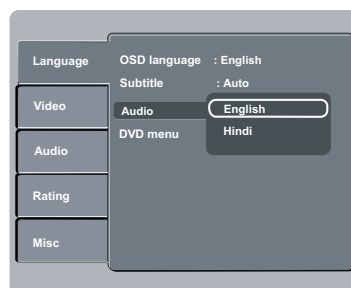 Language
Video
Audio
Rating
Misc
OSD language : English
Subtitle : Auto
Audio
English
DVD menu
Hindi